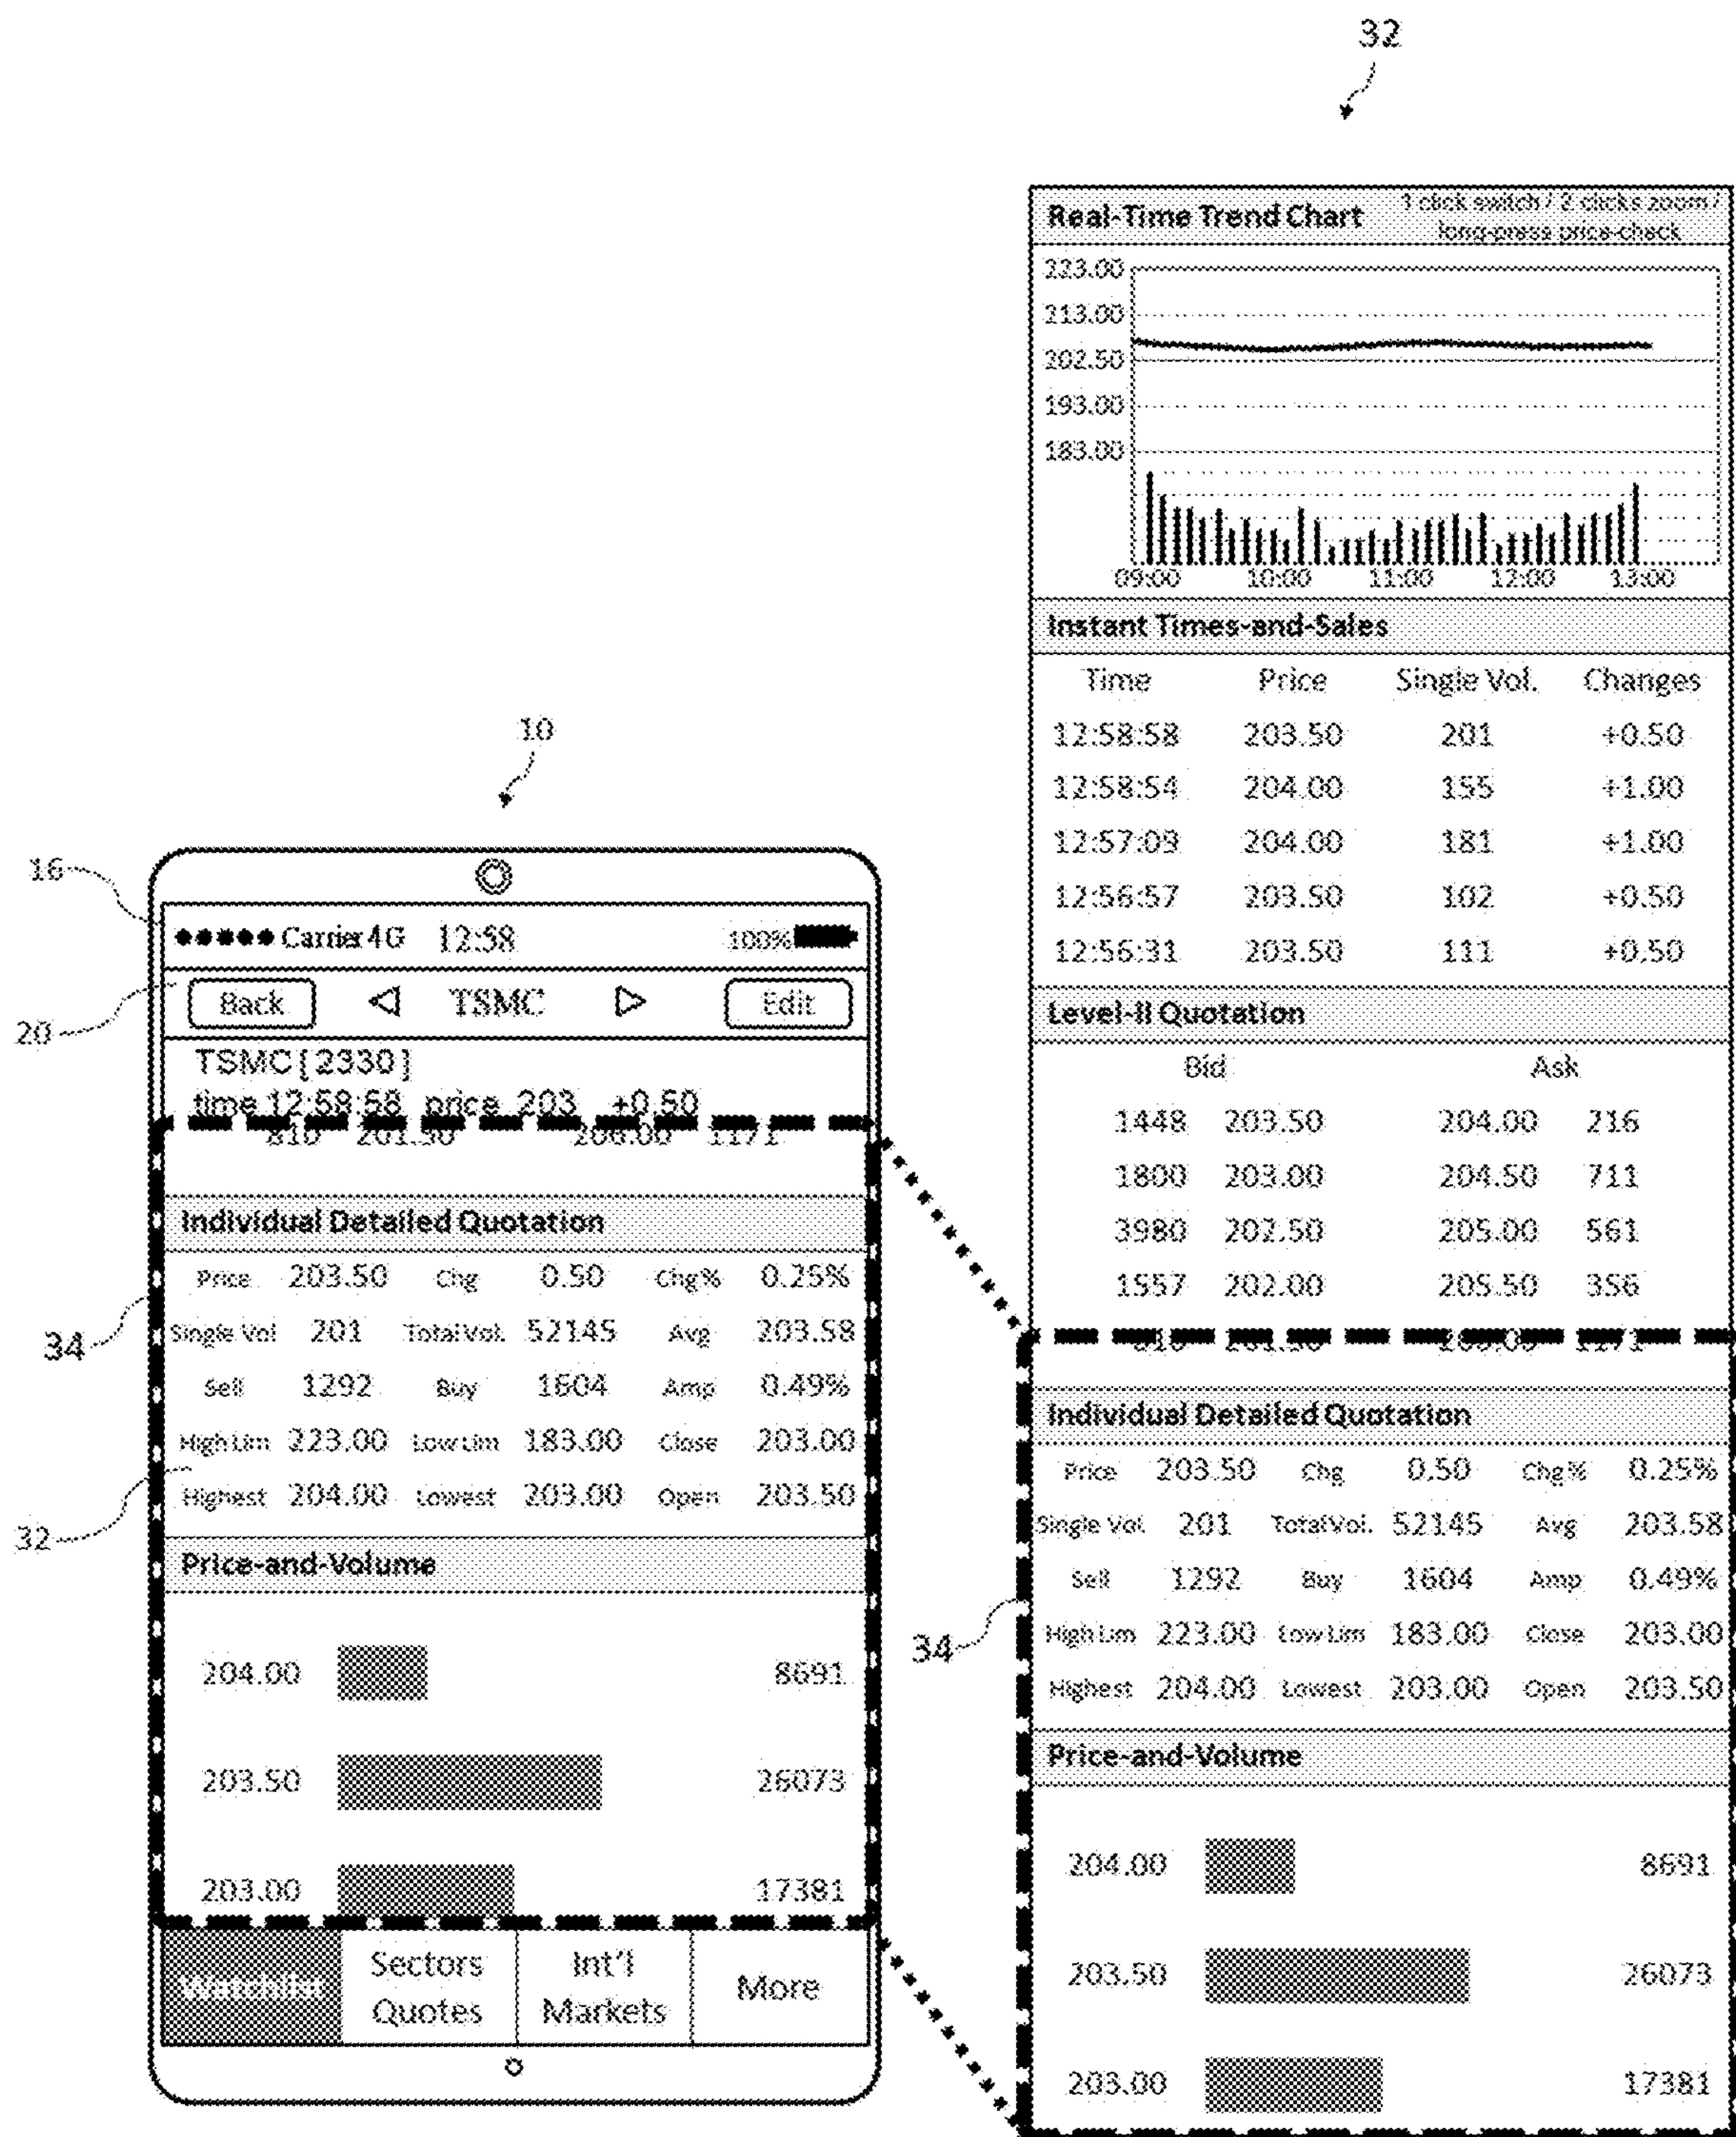 10
16
●●●●● Carrier 4G 12:58 100%
20
Back ◁ TSMC ▷ Edit
TSMC [ 2330 ]
time 12:58:58 price 203 +0.50
810 201.50 206.00 1171
Individual Detailed Quotation
Price 203.50 Chg 0.50 Chg% 0.25%
34
Single Vol 201 Total Vol. 52145 Avg 203.58
Sell 1292 Buy 1604 Amp 0.49%
High Lim 223.00 Low Lim 183.00 Close 203.00
Highest 204.00 Lowest 203.00 Open 203.50
32
Price-and-Volume
204.00 8691
203.50 26073
203.00 17381
Watchlist
Sectors Quotes
Int'l Markets
More
32
Real-Time Trend Chart
1 click switch / 2 clicks zoom /
long-press price-check
223.00
213.00
202.50
193.00
183.00
09:00 10:00 11:00 12:00 13:00
Instant Times-and-Sales
Time Price Single Vol. Changes
12:58:58 203.50 201 +0.50
12:58:54 204.00 155 +1.00
12:57:09 204.00 181 +1.00
12:56:57 203.50 102 +0.50
12:56:31 203.50 111 +0.50
Level-II Quotation
Bid Ask
1448 203.50 204.00 216
1800 203.00 204.50 711
3980 202.50 205.00 561
1557 202.00 205.50 356
810 201.50 206.00 1171
Individual Detailed Quotation
Price 203.50 Chg 0.50 Chg% 0.25%
Single Vol. 201 Total Vol. 52145 Avg 203.58
Sell 1292 Buy 1604 Amp 0.49%
34
High Lim 223.00 Low Lim 183.00 Close 203.00
Highest 204.00 Lowest 203.00 Open 203.50
Price-and-Volume
204.00 8691
203.50 26073
203.00 17381